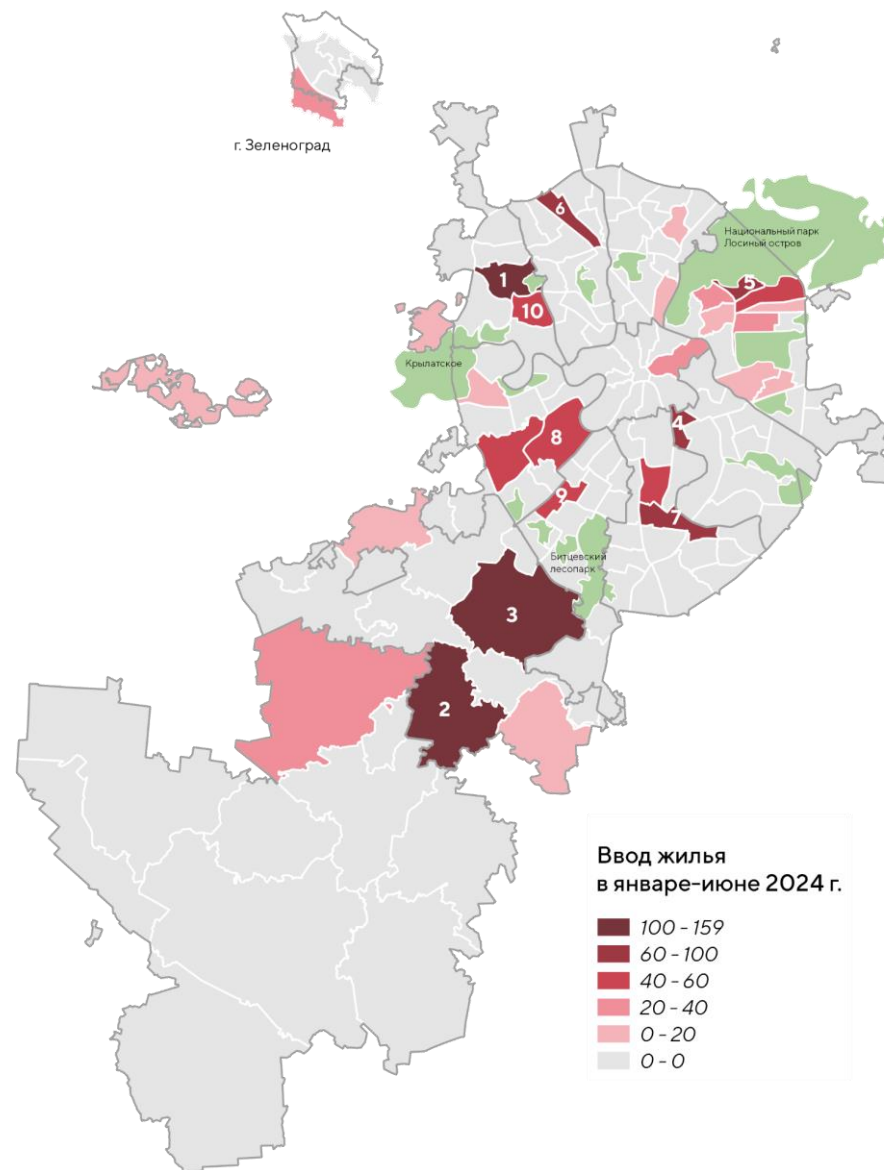 г. Зеленоград
6
Национальный парк
Лосиный остров
1
5
10
Крылатское
4
8
9
7
Битцевский
лесопарк
3
2
Ввод жилья
в январе-июне 2024 г.
100 - 159
60 - 100
40 - 60
20 - 40
0 - 20
0 - 0